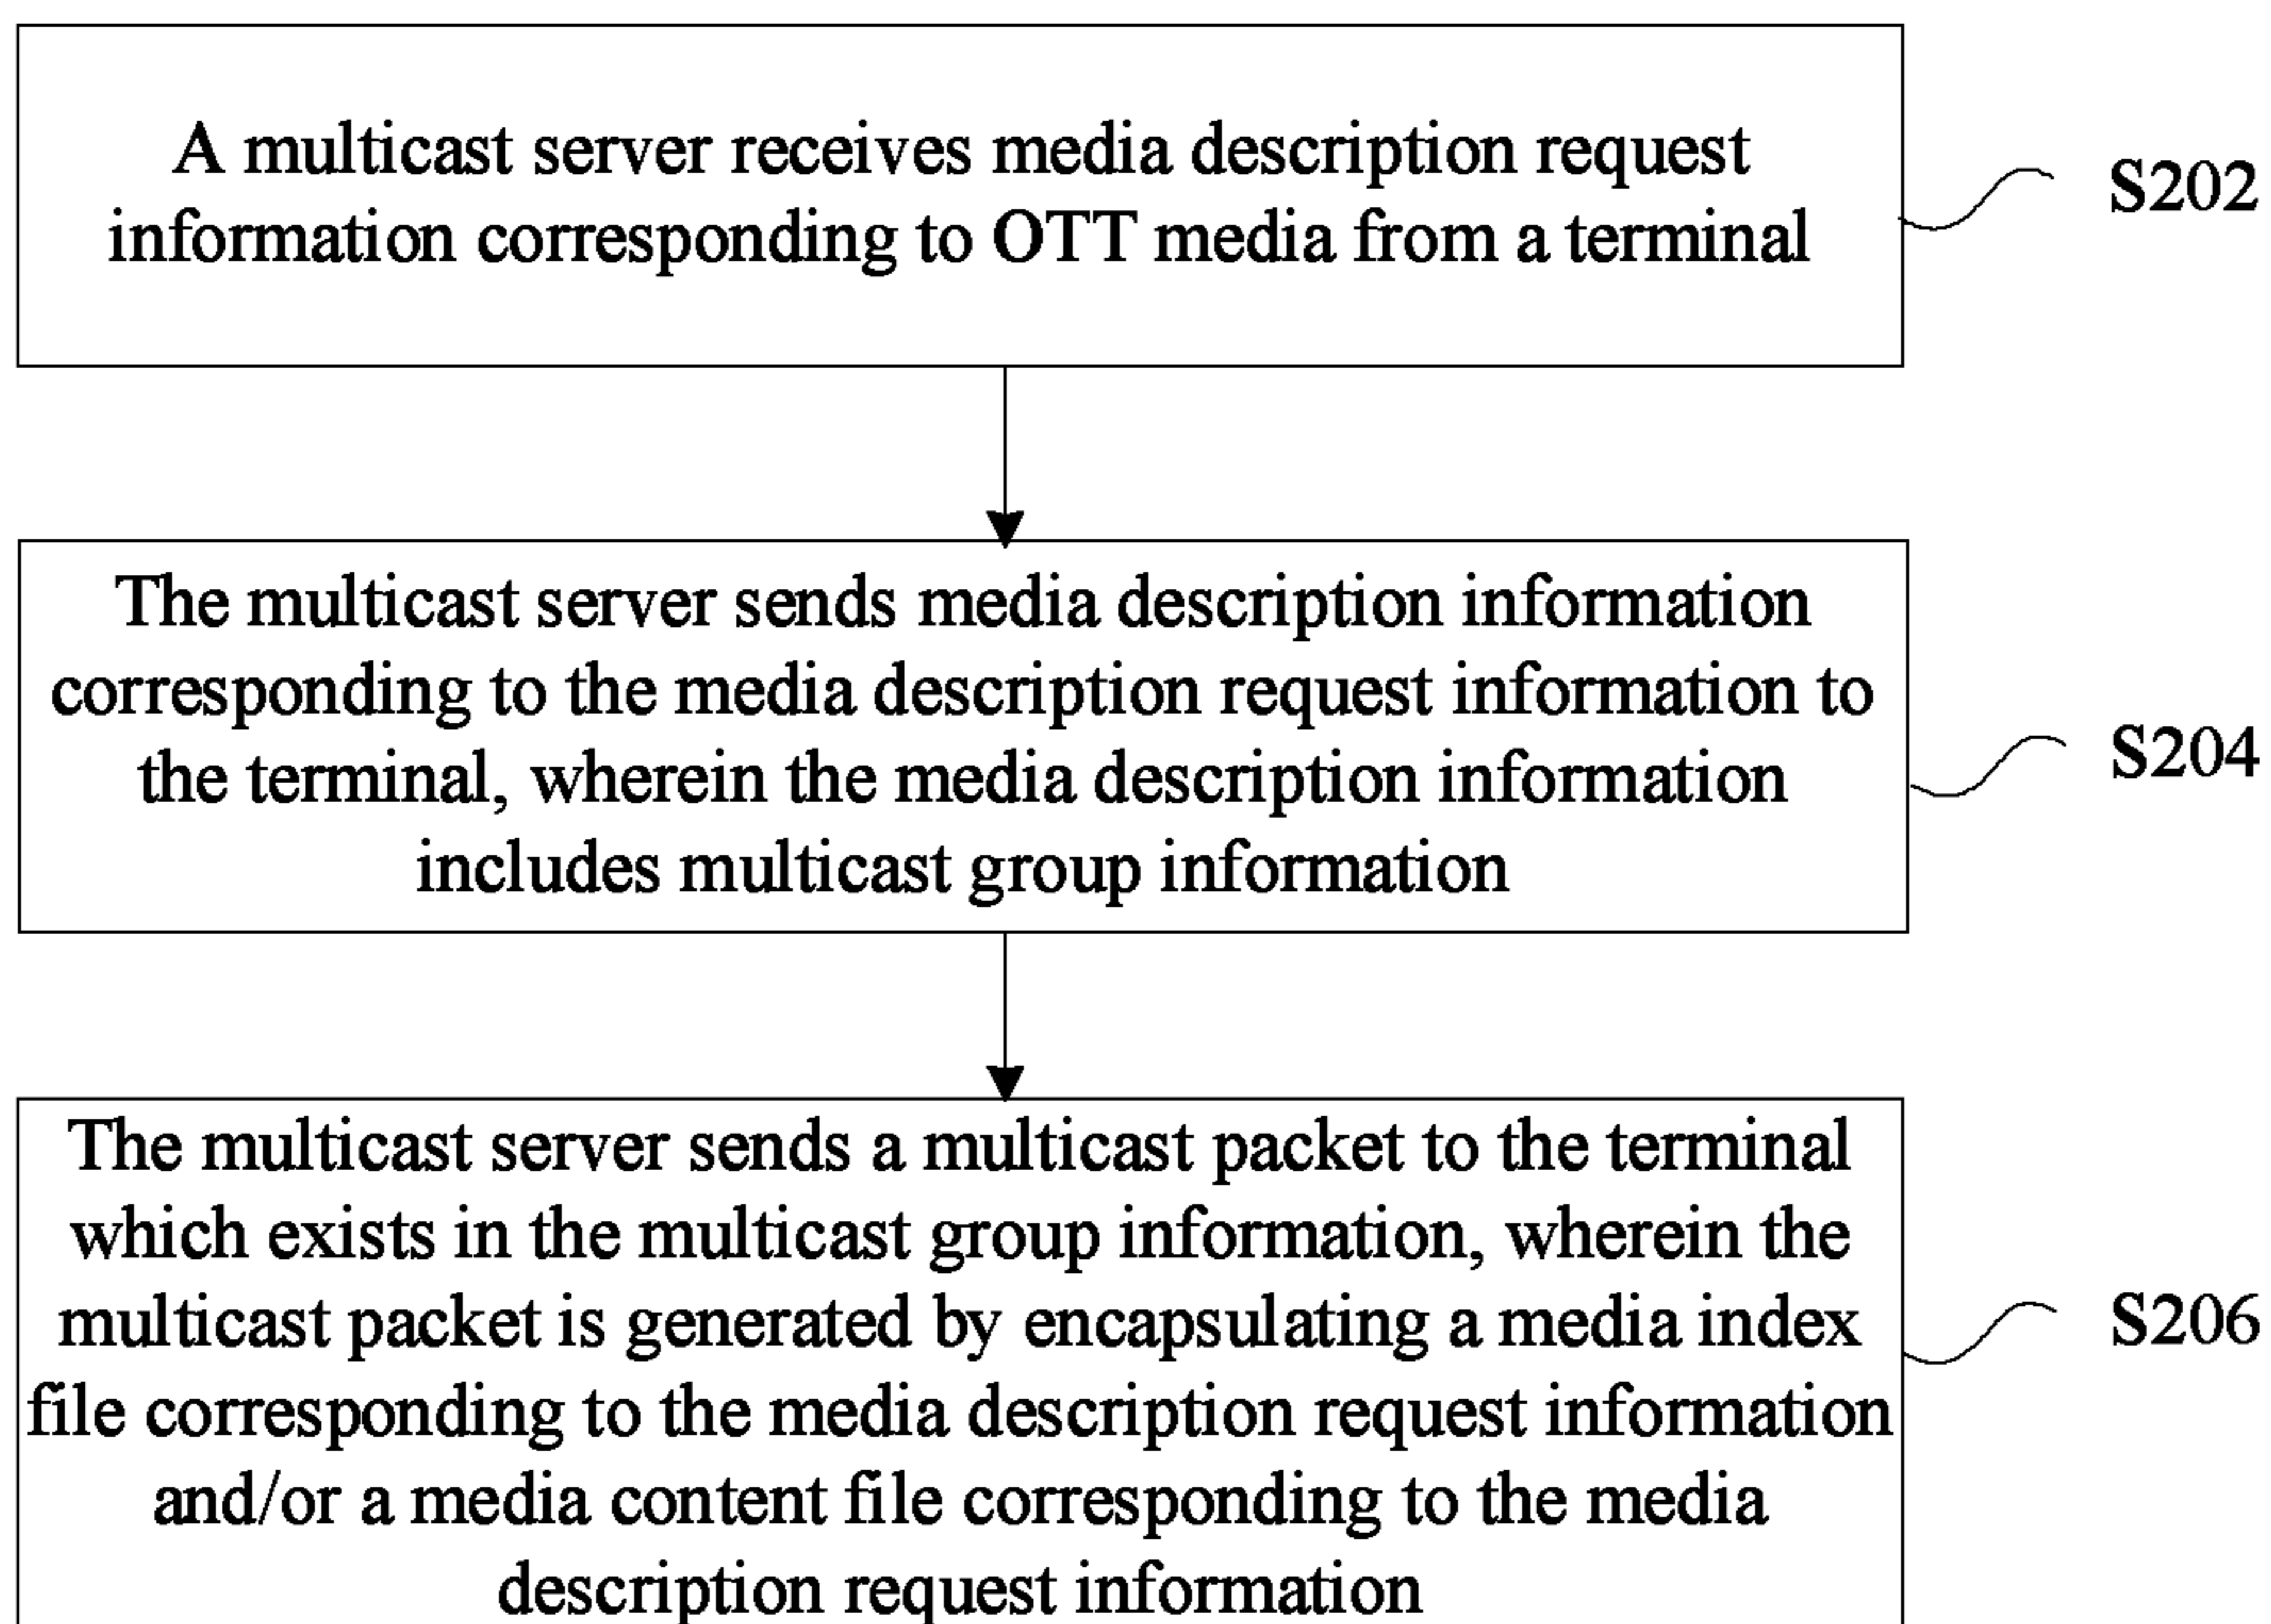 A multicast server receives media description request
information corresponding to OTT media from a terminal
S202
The multicast server sends media description information
corresponding to the media description request information to
the terminal, wherein the media description information
includes multicast group information
S204
The multicast server sends a multicast packet to the terminal
which exists in the multicast group information, wherein the
multicast packet is generated by encapsulating a media index
file corresponding to the media description request information
and/or a media content file corresponding to the media
description request information
S206